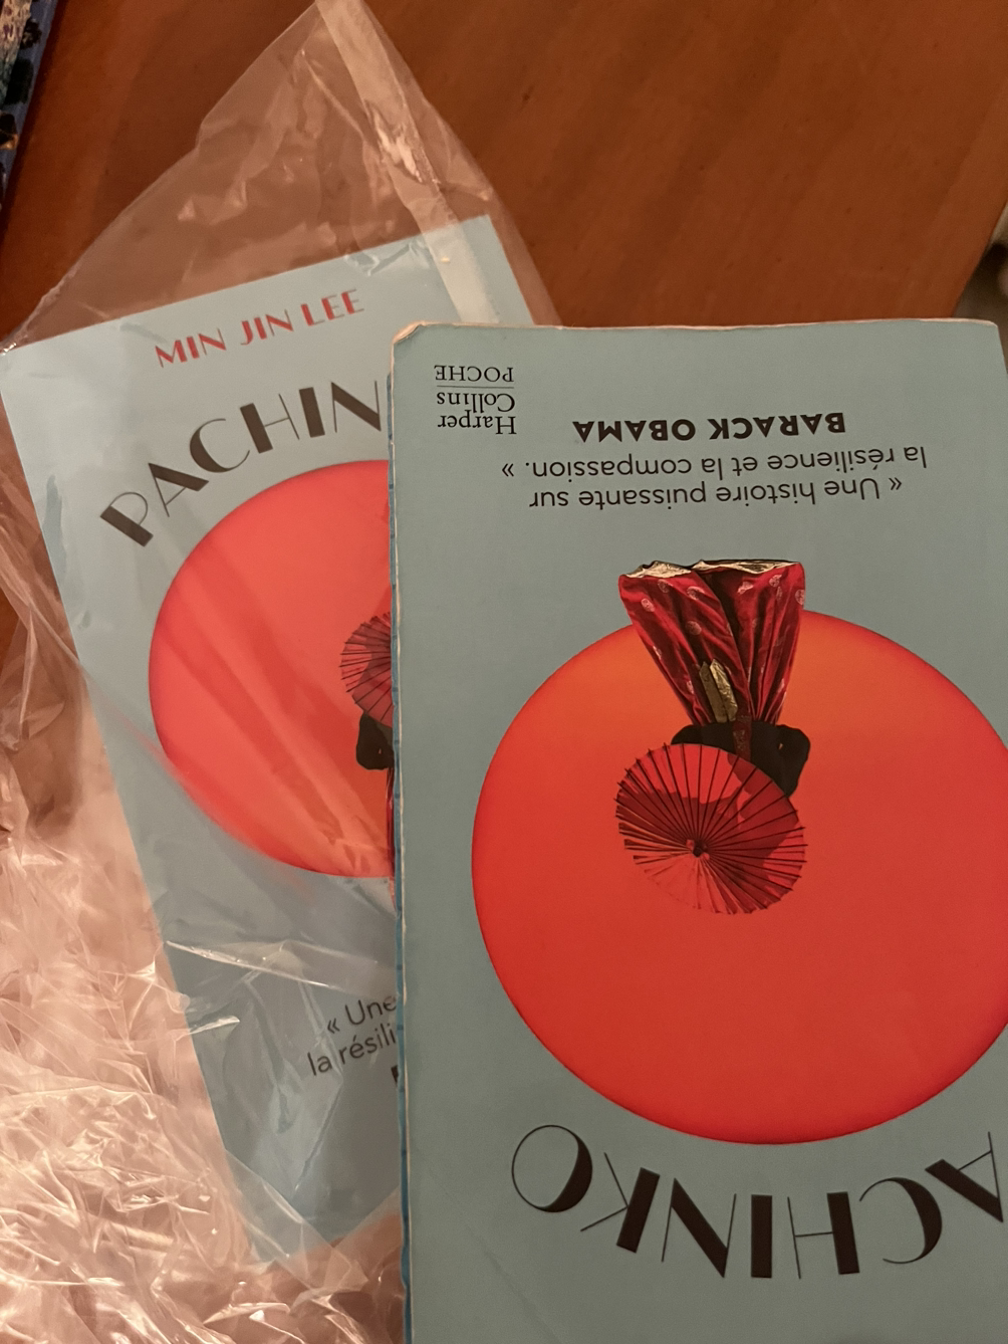 MIN JIN LEE
PACHIN
« Une
la résili
ACHINKO
« Une histoire puissante sur
la résilience et la compassion. »
BARACK OBAMA
Harper
Collins
POCHE